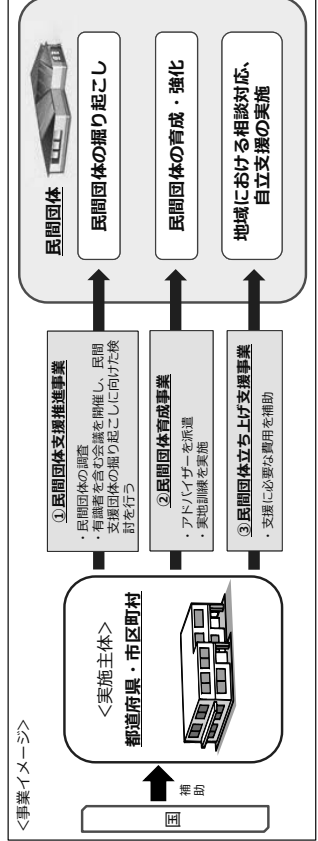 <事業イメージ>
国
補助
<実施主体>
都道府県・市区町村
①民間団体支援推進事業
・民間団体の調査
・有識者を含む会議を開催し、民間
支援団体の掘り起こしに向けた検
討を行う
②民間団体育成事業
・アドバイザーを派遣
・実地訓練を実施
③民間団体立ち上げ支援事業
・支援に必要な費用を補助
民間団体
民間団体の掘り起こし
民間団体の育成・強化
地域における相談対応、
自立支援の実施